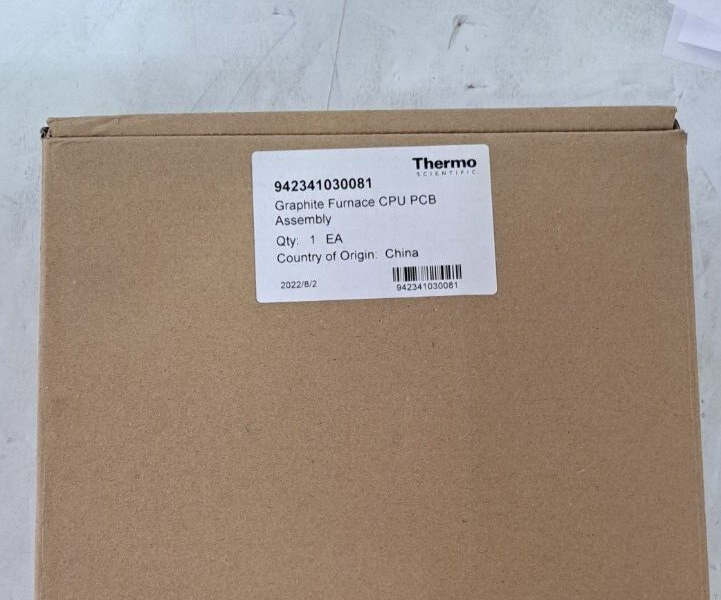 Thermo
SCIENTIFIC
942341030081
Graphite Furnace CPU PCB
Assembly
Qty: 1 EA
Country of Origin: China
2022/8/2
942341030081